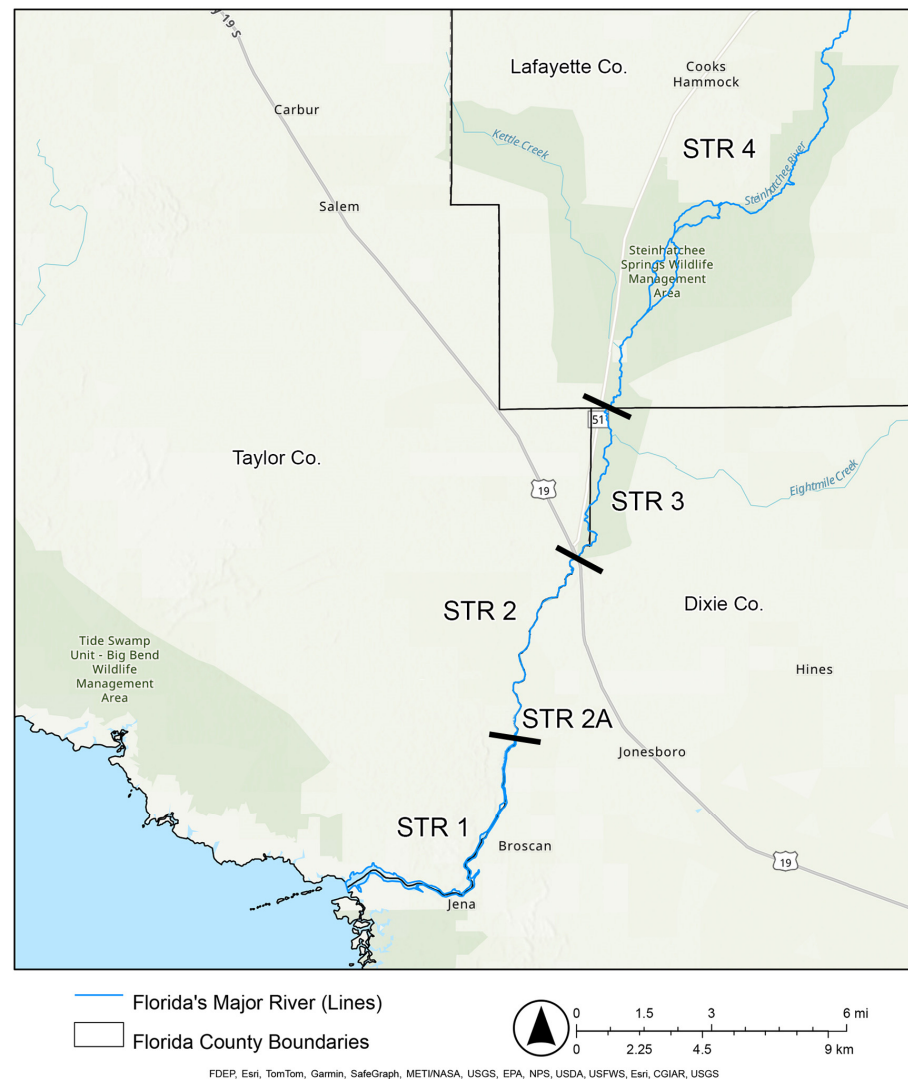 y 19 S
Lafayette Co.
Cooks
Hammock
Carbur
Kettle Creek
STR 4
Steinhatchee River
Salem
Steinhatchee
Springs Wildlife
Management
Area
51
Taylor Co.
19
STR 3
Eightmile Creek
STR 2
Dixie Co.
Tide Swamp
Unit - Big Bend
Wildlife
Management
Area
Hines
STR 2A
Jonesboro
STR 1
Broscan
19
Jena
Florida's Major River (Lines)
Florida County Boundaries
0 1.5 3 6 mi
0 2.25 4.5 9 km
FDEP, Esri, TomTom, Garmin, SafeGraph, METI/NASA, USGS, EPA, NPS, USDA, USFWS, Esri, CGIAR, USGS